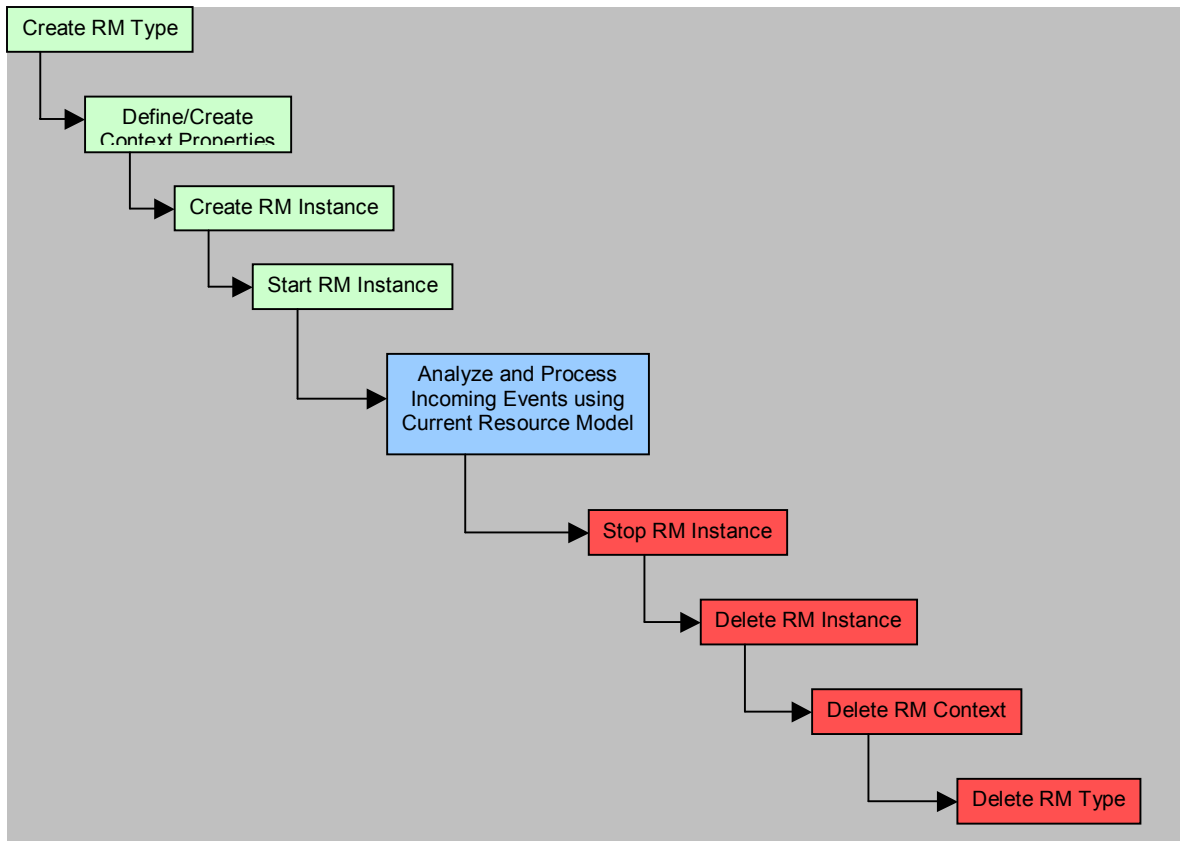 Create RM Type
Define/Create
Context Properties
Create RM Instance
Start RM Instance
Analyze and Process
Incoming Events using
Current Resource Model
Stop RM Instance
Delete RM Instance
Delete RM Context
Delete RM Type